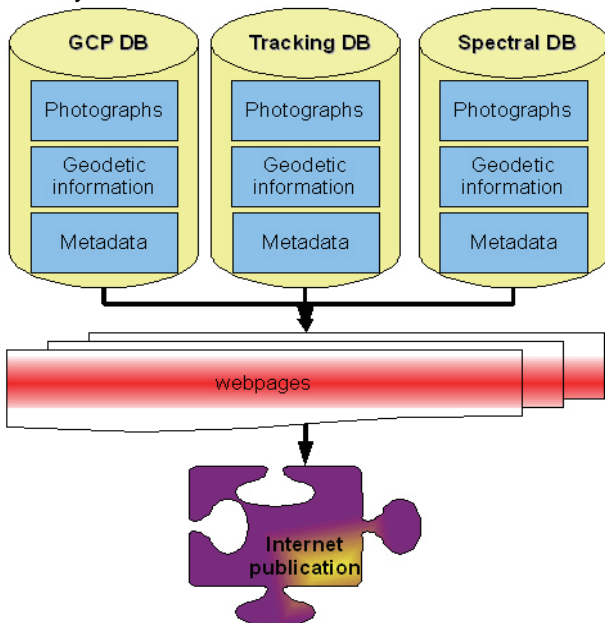 GCP DB
Tracking DB
Spectral DB
Photographs
Photographs
Photographs
Geodetic
information
Geodetic
information
Geodetic
information
Metadata
Metadata
Metadata
webpages
Internet
publication